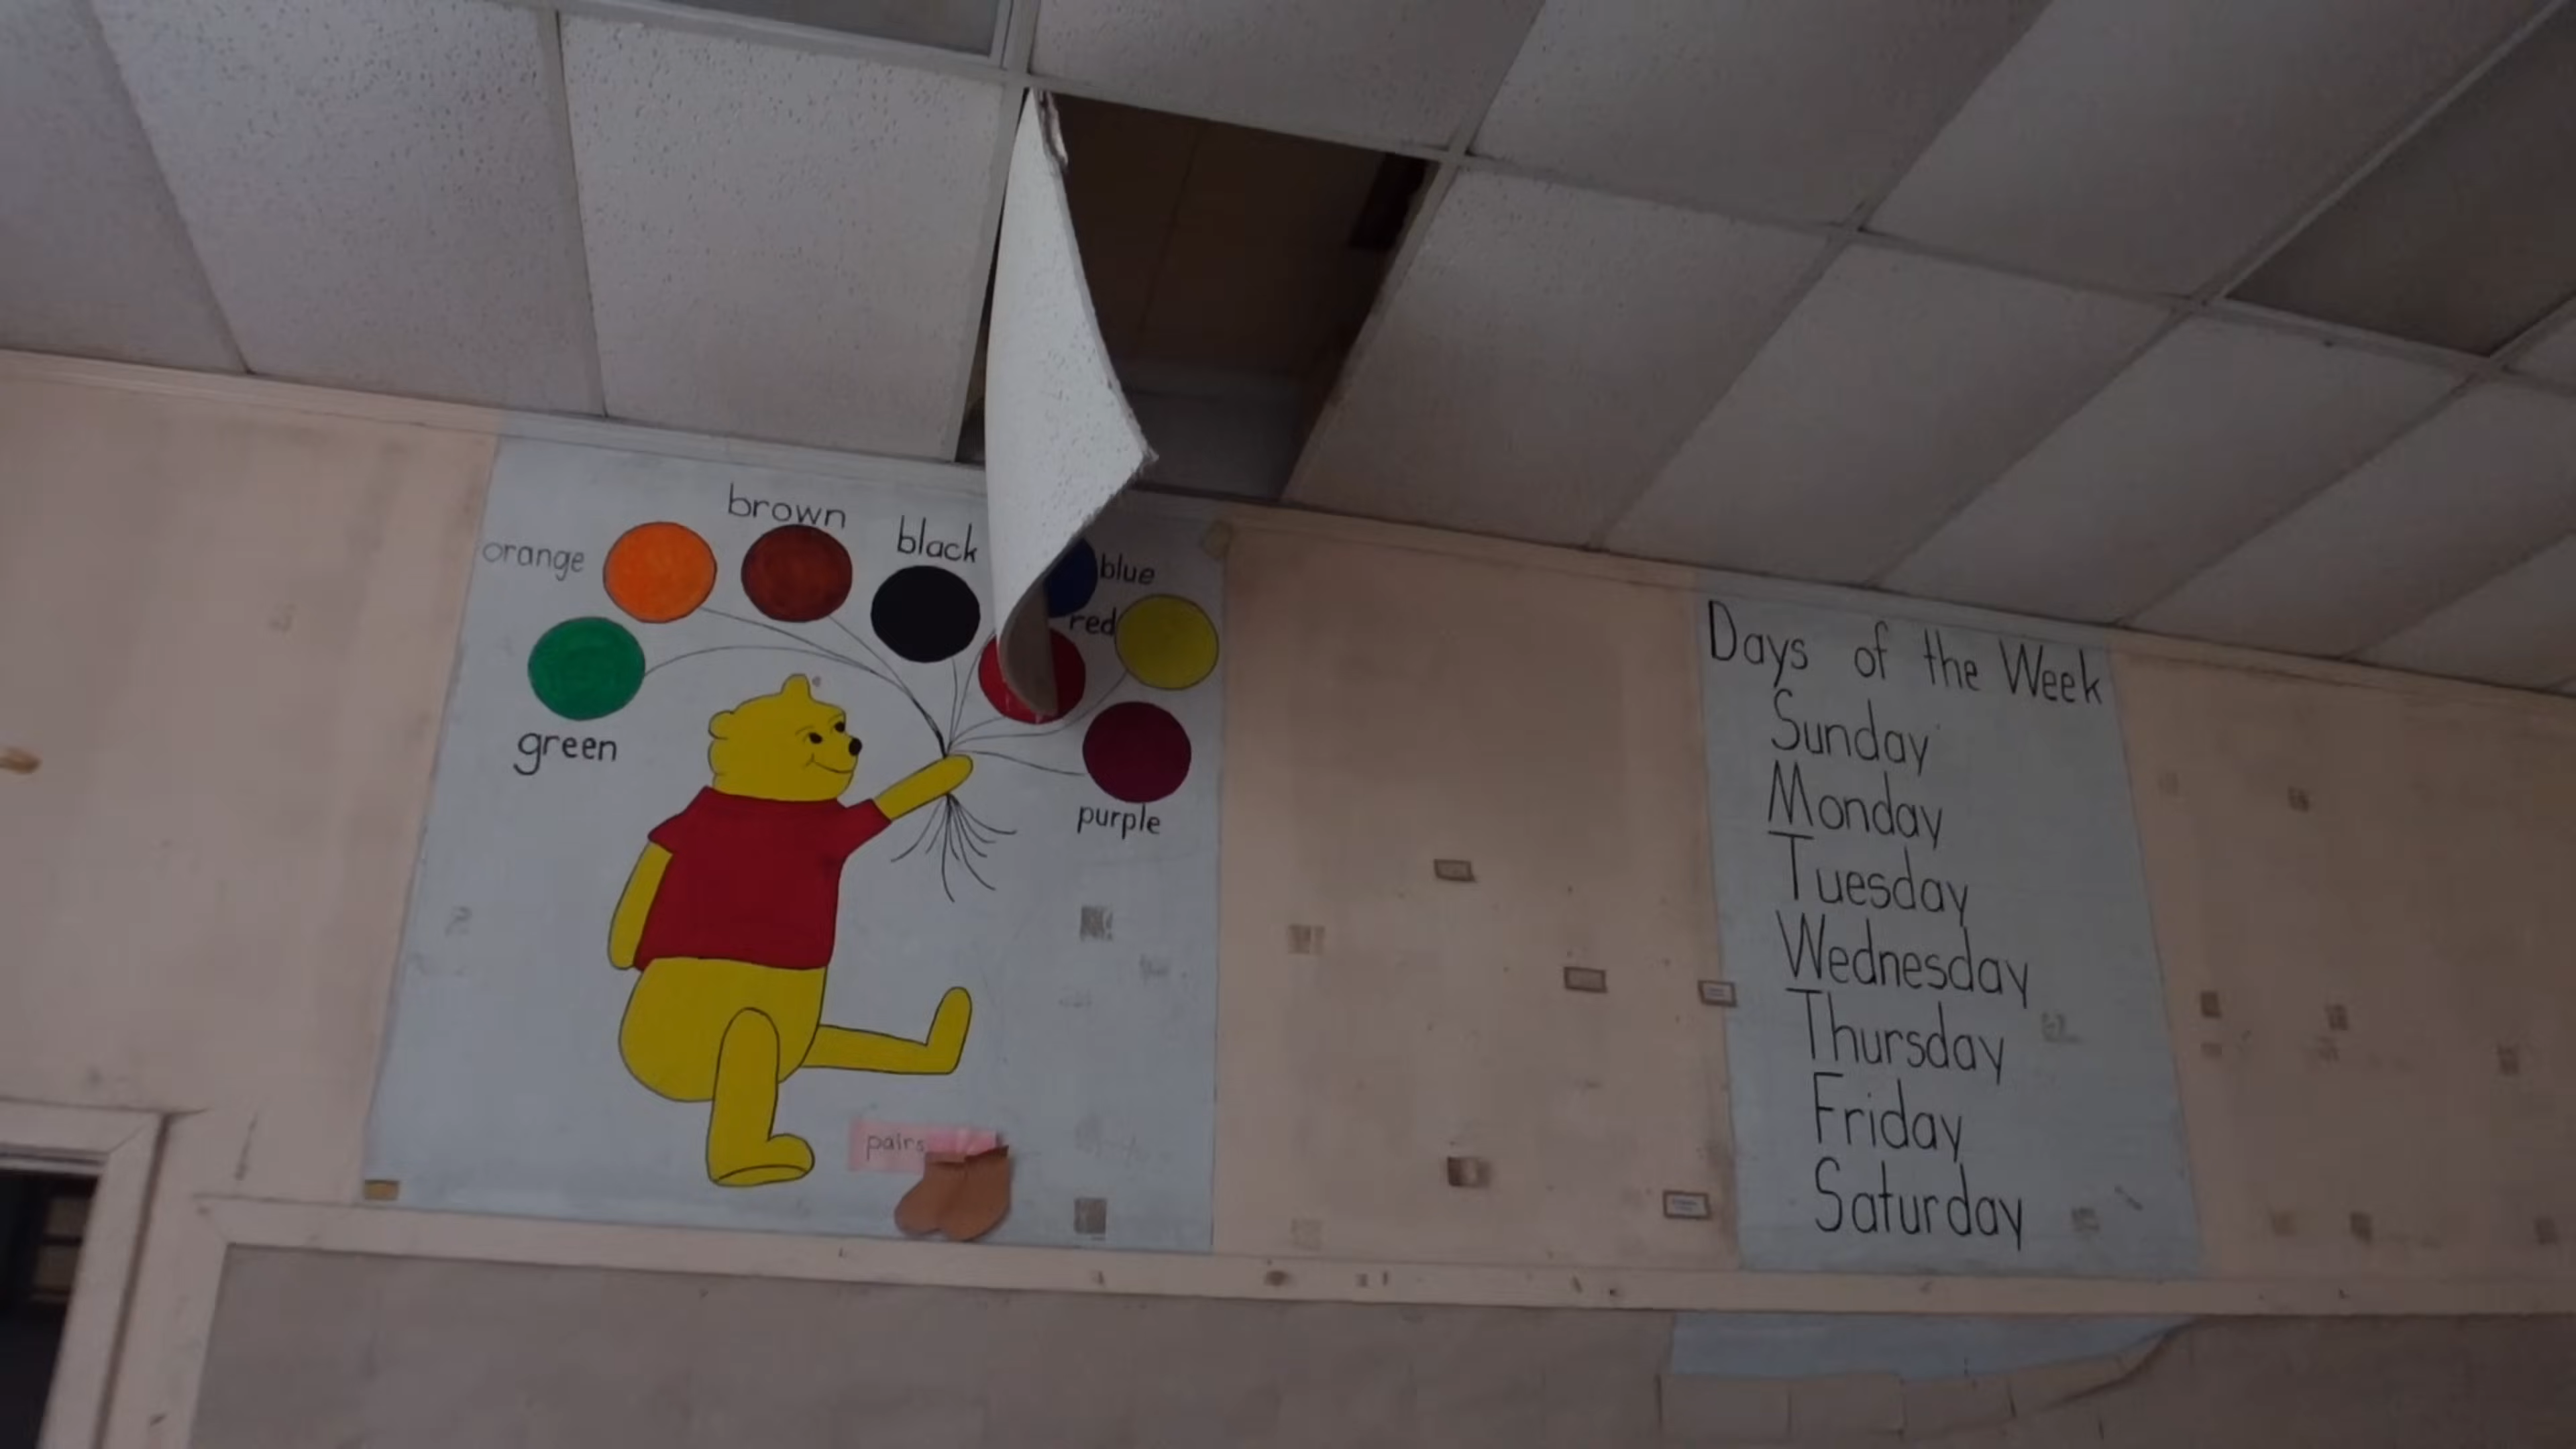 brown
black
orange
blue
red
green
purple
pairs
Days of the Week
Sunday
Monday
Tuesday
Wednesday
Thursday
Friday
Saturday